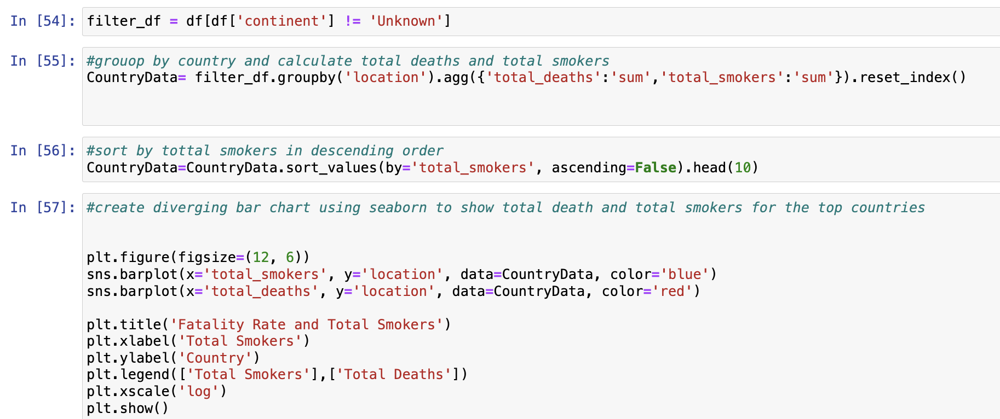 In [54]: filter_df = df[df['continent'] != 'Unknown']
In [55]: #grouop by country and calculate total deaths and total smokers
CountryData= filter_df.groupby('location').agg({'total_deaths':'sum','total_smokers':'sum'}).reset_index()
In [56]: #sort by tottal smokers in descending order
CountryData=CountryData.sort_values(by='total_smokers', ascending=False).head(10)
In [57]: #create diverging bar chart using seaborn to show total death and total smokers for the top countries
plt.figure(figsize=(12, 6))
sns.barplot(x='total_smokers', y='location', data=CountryData, color='blue')
sns.barplot(x='total_deaths', y='location', data=CountryData, color='red')
plt.title('Fatality Rate and Total Smokers')
plt.xlabel('Total Smokers')
plt.ylabel('Country')
plt.legend(['Total Smokers'],['Total Deaths'])
plt.xscale('log')
plt.show()